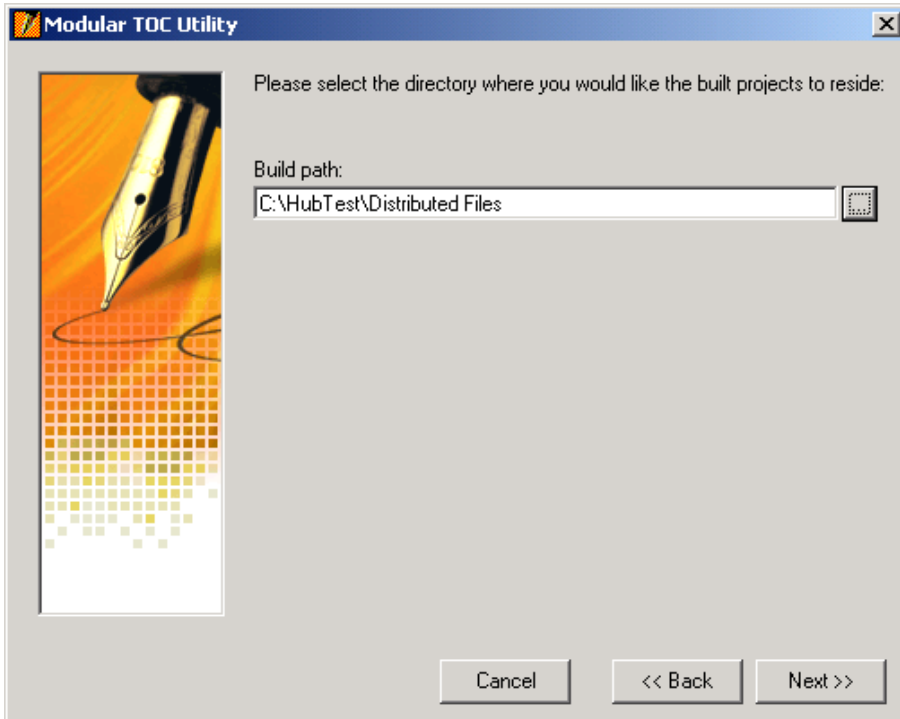 Modular TOC Utility
Please select the directory where you would like the built projects to reside:
Build path:
C:\HubTest\Distributed Files
...
Cancel
<< Back
Next >>